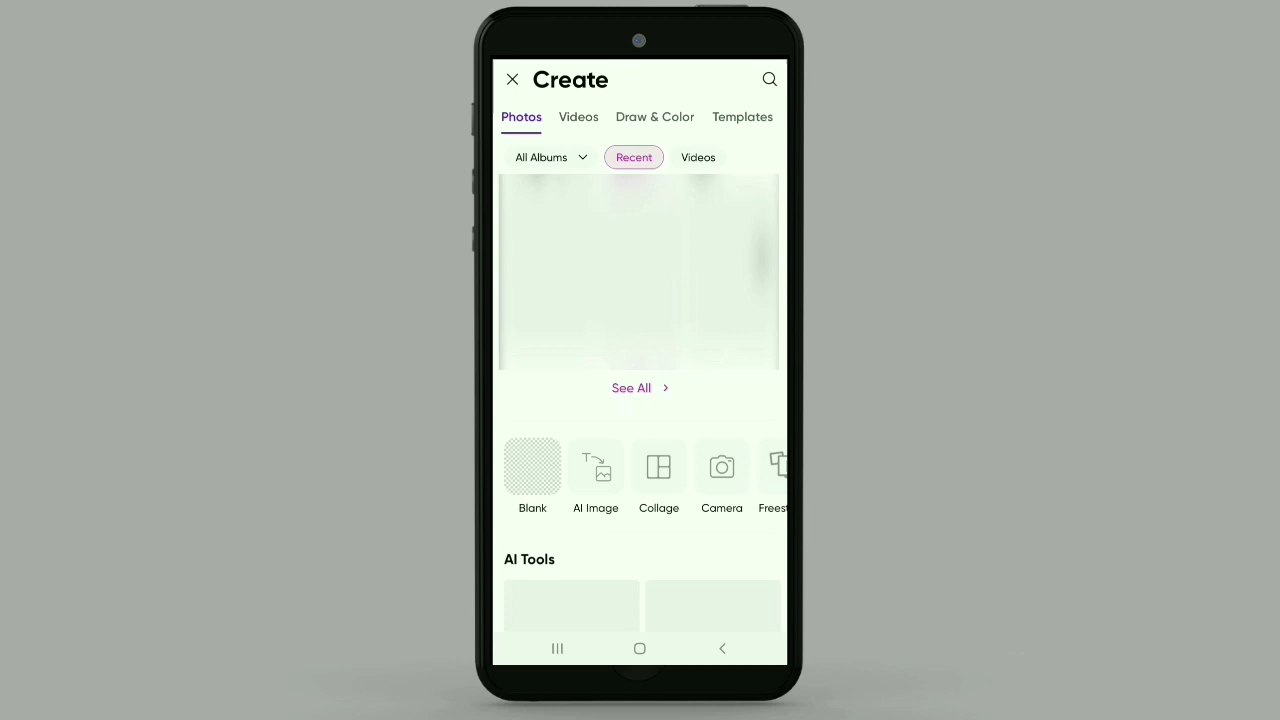 Create
Photos Videos Draw & Color Templates
All Albums Recent Videos
See All
Blank AI Image Collage Camera
AI Tools